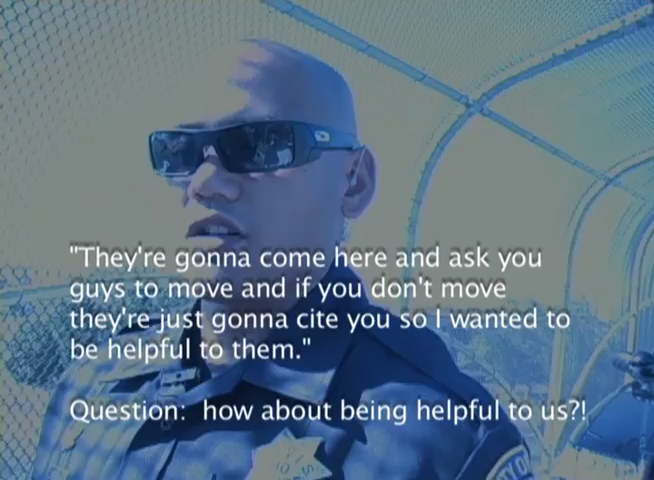 "They're gonna come here and ask you
guys to move and if you don't move
they're just gonna cite you so I wanted to
be helpful to them."
Question:  how about being helpful to us?!